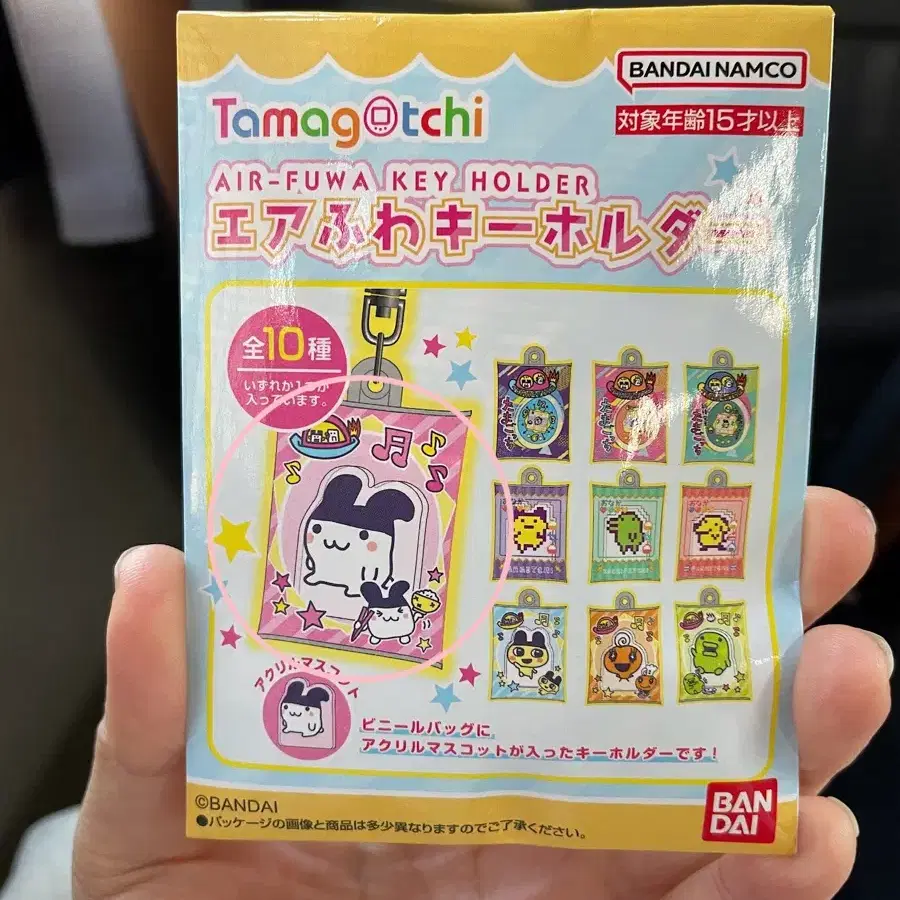 BANDAI NAMCO
Tamagotchi
対象年齢15才以上
AIR-FUWA KEY HOLDER
エアふわキーホルダー
全10種
いずれか1つが
入っています。
アクリルマスコット
ビニールバッグに
アクリルマスコットが入ったキーホルダーです!
©BANDAI
●パッケージの画像と商品は多少異なりますのでご了承ください。
BAN
DAI